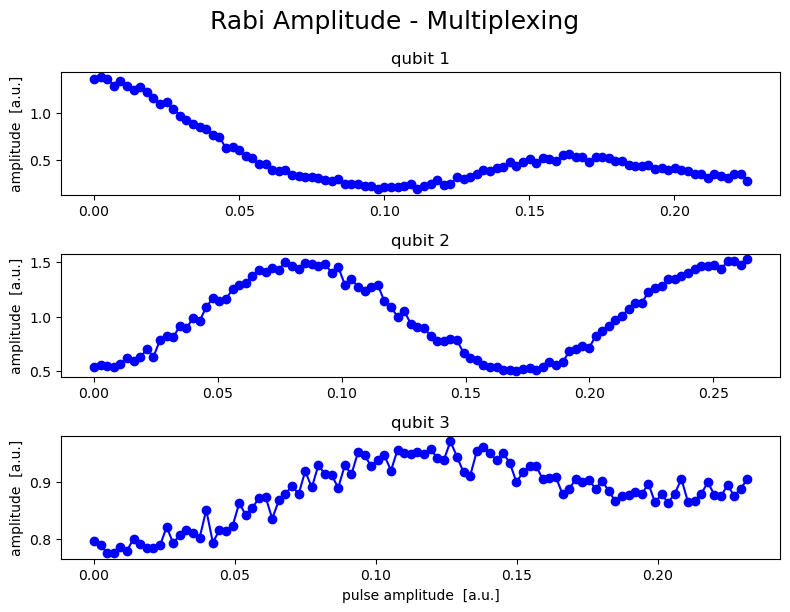 Rabi Amplitude - Multiplexing
qubit 1
amplitude [a.u.]
1.0
0.5
0.00 0.05 0.10 0.15 0.20
qubit 2
amplitude [a.u.]
1.5
1.0
0.5
0.00 0.05 0.10 0.15 0.20 0.25
qubit 3
amplitude [a.u.]
0.9
0.8
0.00 0.05 0.10 0.15 0.20
pulse amplitude [a.u.]